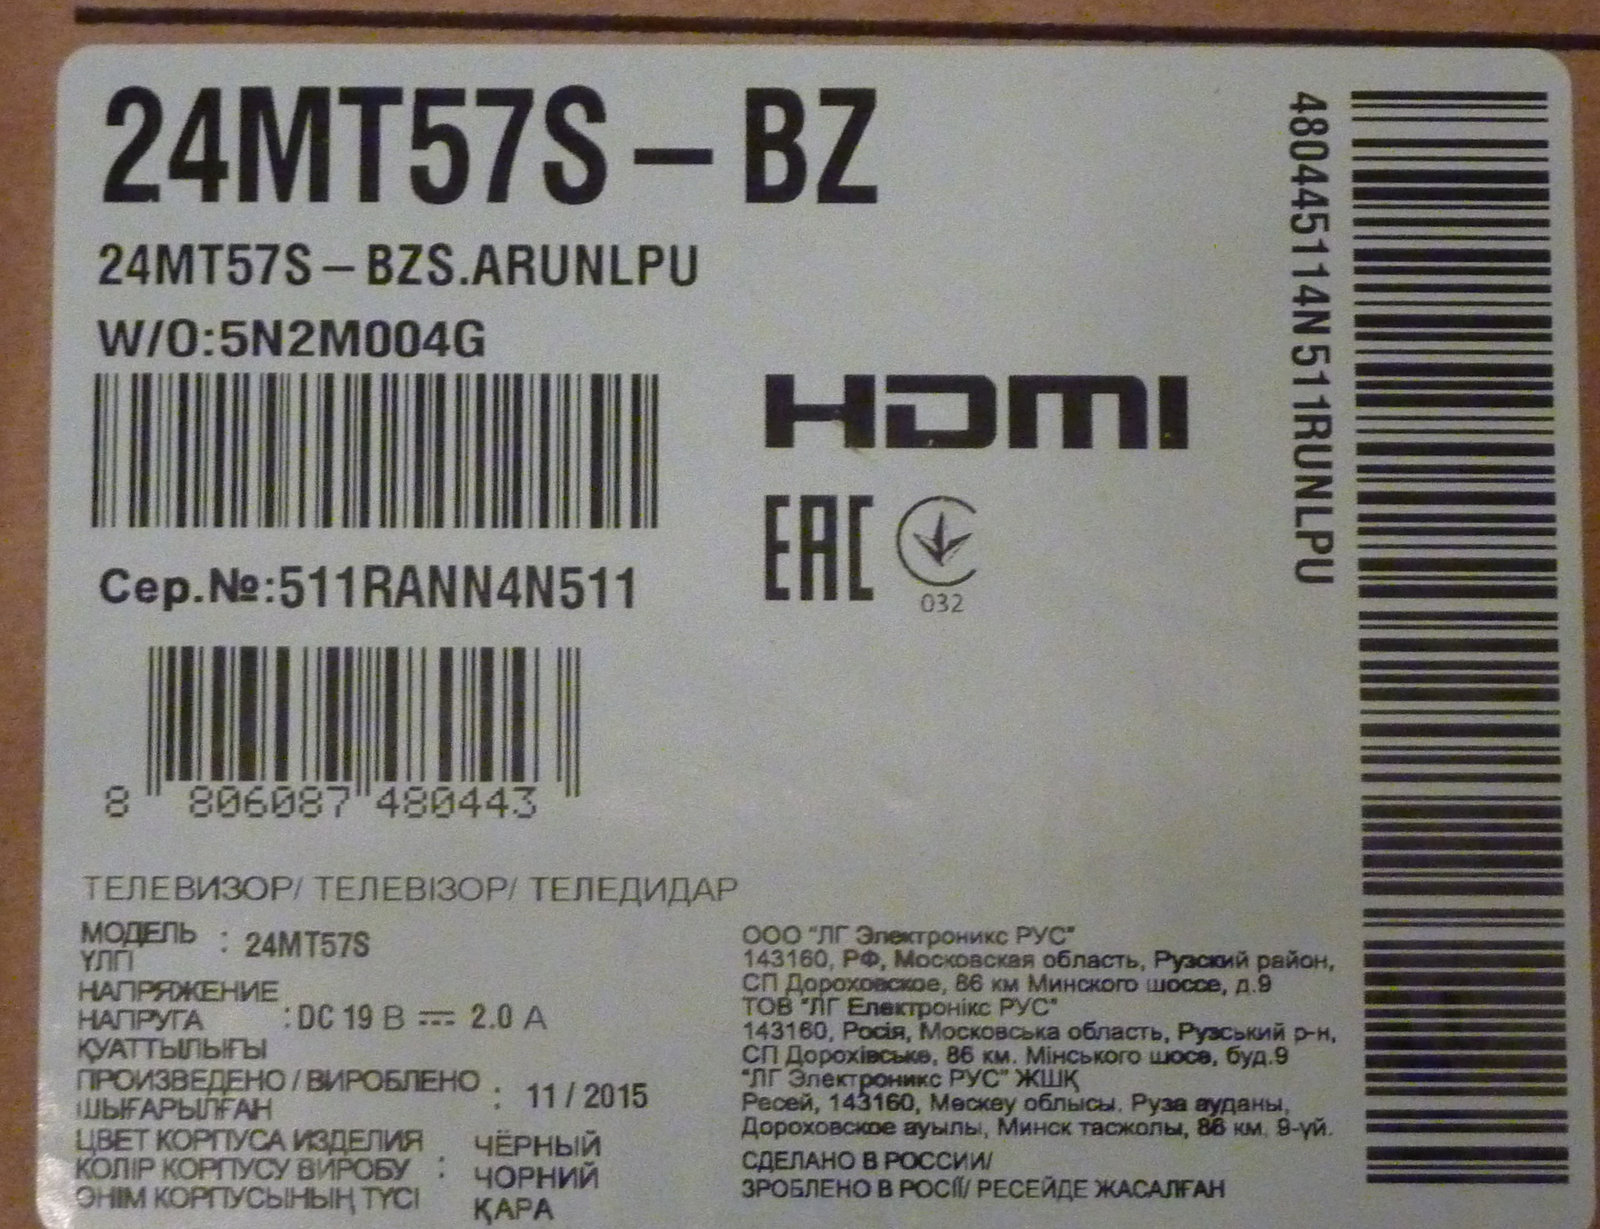 24MT57S – BZ
24MT57S – BZS.ARUNLPU
W/O:5N2M004G
HDMI
EAC
032
Сер.№:511RANN4N511
8 806087 480443
480445114N511RUNLPU
ТЕЛЕВИЗОР/ ТЕЛЕВІЗОР/ ТЕЛЕДИДАР
МОДЕЛЬ
ҮЛГІ
: 24MT57S
НАПРЯЖЕНИЕ
НАПРУГА
ҚУАТТЫЛЫҒЫ
:DC 19 В ⎓ 2.0 А
ПРОИЗВЕДЕНО / ВИРОБЛЕНО
ШЫҒАРЫЛҒАН
: 11 / 2015
ЦВЕТ КОРПУСА ИЗДЕЛИЯ
КОЛІР КОРПУСУ ВИРОБУ :
ӨНІМ КОРПУСЫНЫҢ ТҮСІ
ЧЁРНЫЙ
ЧОРНИЙ
ҚАРА
ООО "ЛГ Электроникс РУС"
143160, РФ, Московская область, Рузский район,
СП Дороховское, 86 км Минского шоссе, д.9
ТОВ "ЛГ Електронікс РУС"
143160, Росія, Московська область, Рузський р-н,
СП Дорохівське, 86 км. Мінського шосе, буд.9
"ЛГ Электроникс РУС" ЖШҚ
Ресей, 143160, Мәскеу облысы, Руза ауданы,
Дороховское ауылы, Минск тасжолы, 86 км, 9-үй.
СДЕЛАНО В РОССИИ/
ЗРОБЛЕНО В РОСІЇ/ РЕСЕЙДЕ ЖАСАЛҒАН